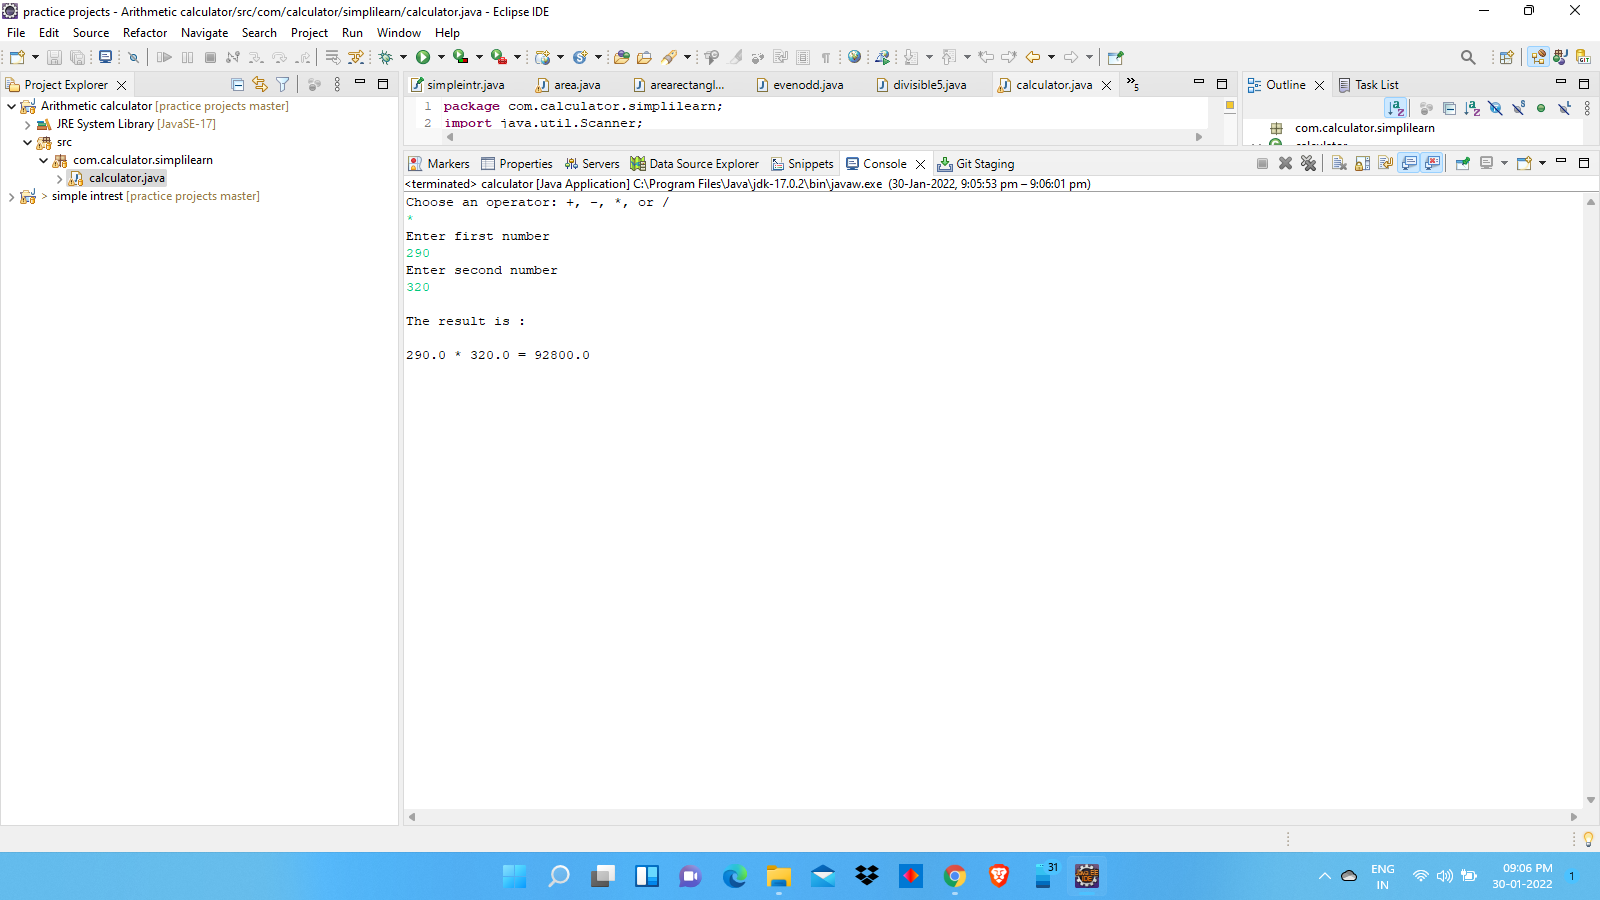 practice projects - Arithmetic calculator/src/com/calculator/simplilearn/calculator.java - Eclipse IDE
File Edit Source Refactor Navigate Search Project Run Window Help
Project Explorer
Arithmetic calculator [practice projects master]
JRE System Library [JavaSE-17]
src
com.calculator.simplilearn
calculator.java
> simple intrest [practice projects master]
simpleintr.java area.java arearectangl... evenodd.java divisible5.java calculator.java »5
1 package com.calculator.simplilearn;
2 import java.util.Scanner;
Outline Task List
com.calculator.simplilearn
Markers Properties Servers Data Source Explorer Snippets Console Git Staging
<terminated> calculator [Java Application] C:\Program Files\Java\jdk-17.0.2\bin\javaw.exe (30-Jan-2022, 9:05:53 pm – 9:06:01 pm)
Choose an operator: +, -, *, or /
*
Enter first number
290
Enter second number
320
The result is :
290.0 * 320.0 = 92800.0
31
ENG
IN
09:06 PM
30-01-2022
1